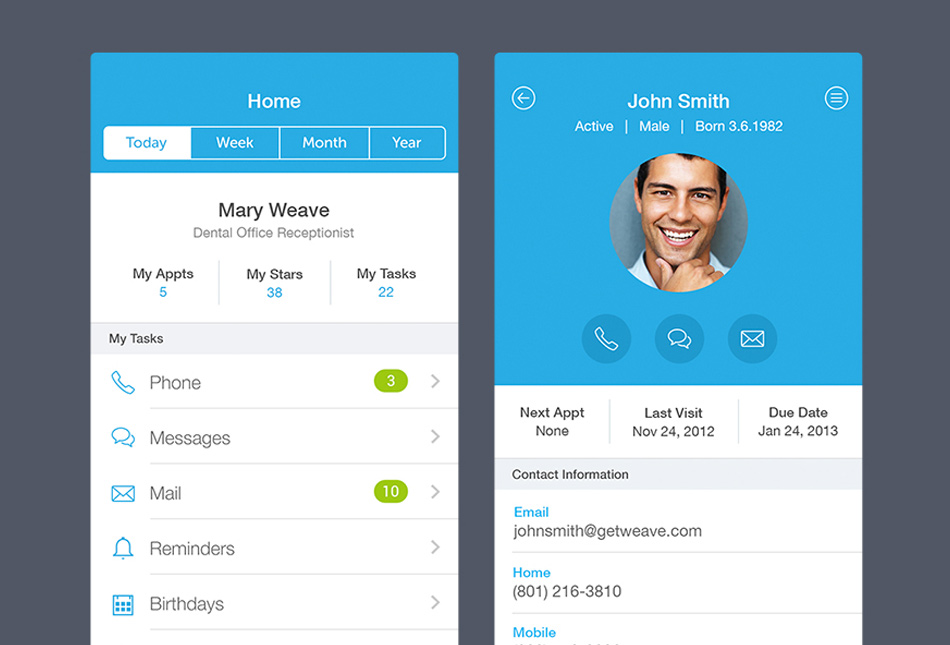 Home
Today Week Month Year
Mary Weave
Dental Office Receptionist
My Appts My Stars My Tasks
5 38 22
My Tasks
Phone 3
Messages
Mail 10
Reminders
Birthdays
John Smith
Active | Male | Born 3.6.1982
Next Appt Last Visit Due Date
None Nov 24, 2012 Jan 24, 2013
Contact Information
Email
johnsmith@getweave.com
Home
(801) 216-3810
Mobile